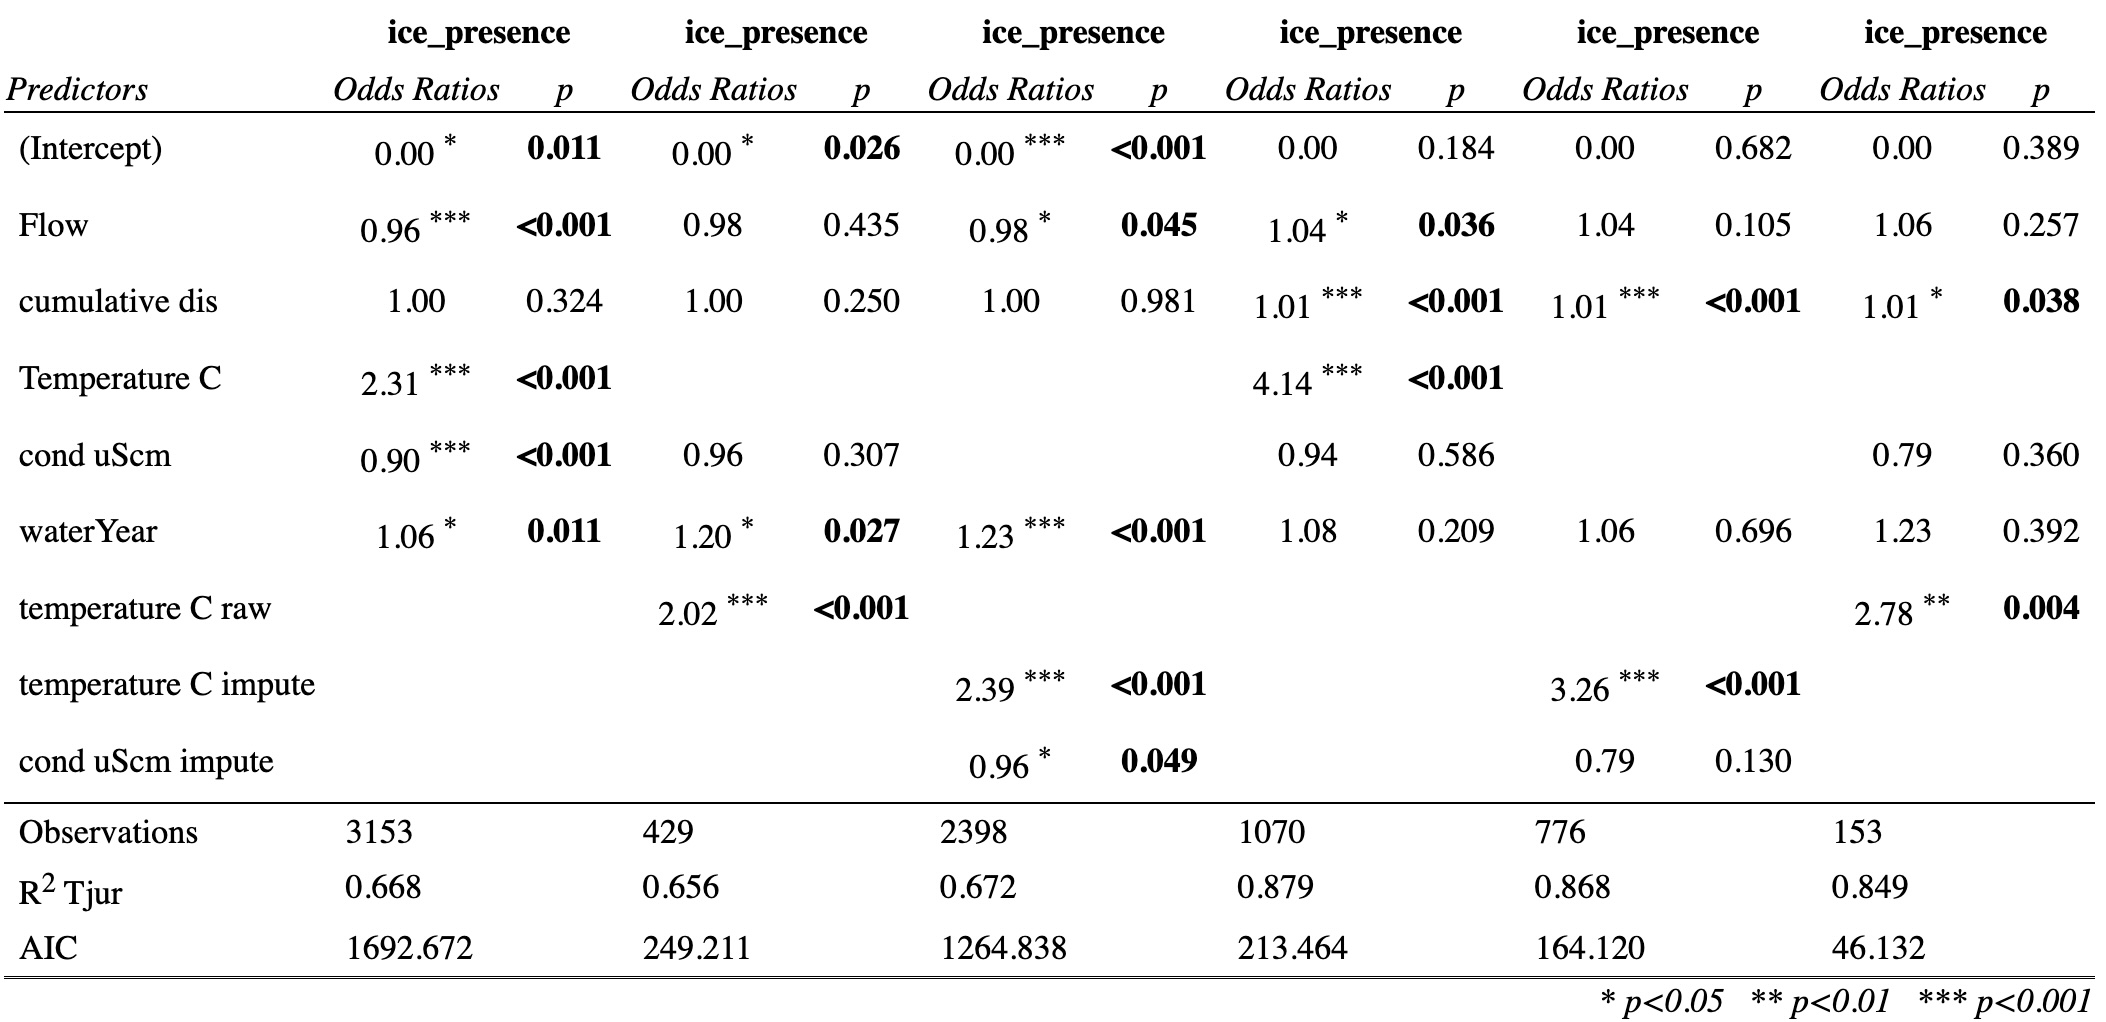 ice_presence ice_presence ice_presence ice_presence ice_presence ice_presence
Predictors Odds Ratios p Odds Ratios p Odds Ratios p Odds Ratios p Odds Ratios p Odds Ratios p
(Intercept) 0.00 * 0.011 0.00 * 0.026 0.00 *** <0.001 0.00 0.184 0.00 0.682 0.00 0.389
Flow 0.96 *** <0.001 0.98 0.435 0.98 * 0.045 1.04 * 0.036 1.04 0.105 1.06 0.257
cumulative dis 1.00 0.324 1.00 0.250 1.00 0.981 1.01 *** <0.001 1.01 *** <0.001 1.01 * 0.038
Temperature C 2.31 *** <0.001 4.14 *** <0.001
cond uScm 0.90 *** <0.001 0.96 0.307 0.94 0.586 0.79 0.360
waterYear 1.06 * 0.011 1.20 * 0.027 1.23 *** <0.001 1.08 0.209 1.06 0.696 1.23 0.392
temperature C raw 2.02 *** <0.001 2.78 ** 0.004
temperature C impute 2.39 *** <0.001 3.26 *** <0.001
cond uScm impute 0.96 * 0.049 0.79 0.130
Observations 3153 429 2398 1070 776 153
R² Tjur 0.668 0.656 0.672 0.879 0.868 0.849
AIC 1692.672 249.211 1264.838 213.464 164.120 46.132
* p<0.05 ** p<0.01 *** p<0.001